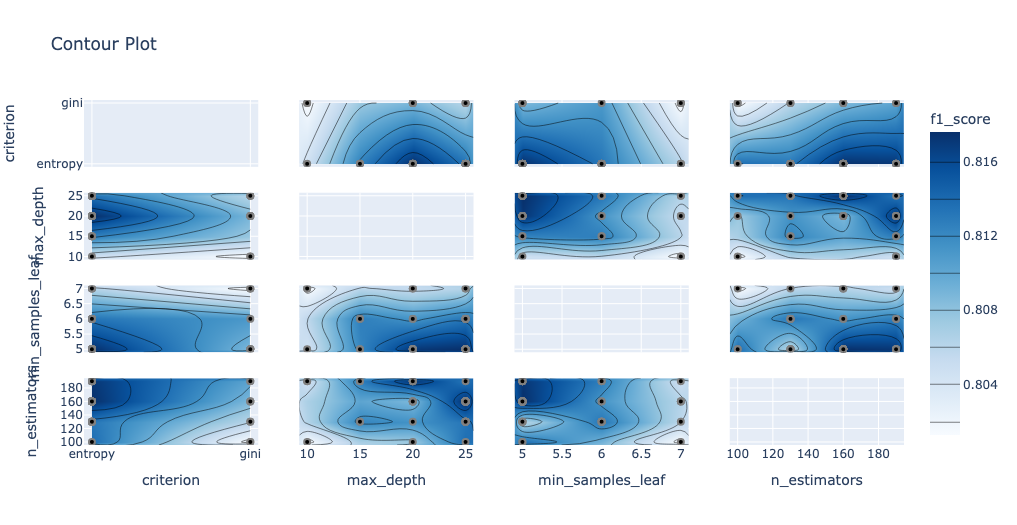 Contour Plot
f1_score
criterion
gini
entropy
0.816
max_depth
25
20
15
10
0.812
min_samples_leaf
7
6.5
6
5.5
5
0.808
n_estimators
180
160
140
120
100
0.804
entropy gini
10 15 20 25
5 5.5 6 6.5 7
100 120 140 160 180
criterion
max_depth
min_samples_leaf
n_estimators